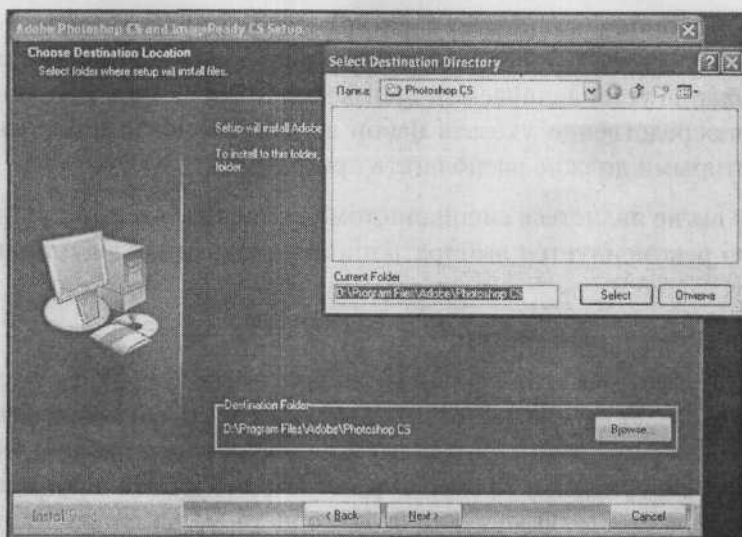 Adobe Photoshop CS and ImageReady CS Setup
Choose Destination Location
Select folder where setup will install files.
Setup will install Adobe
To install to this folder,
folder.
Select Destination Directory
Папка:
Photoshop CS
Current Folder
D:\Program Files\Adobe\Photoshop CS
Select
Отмена
Destination Folder
D:\Program Files\Adobe\Photoshop CS
Browse...
< Back
Next >
Cancel